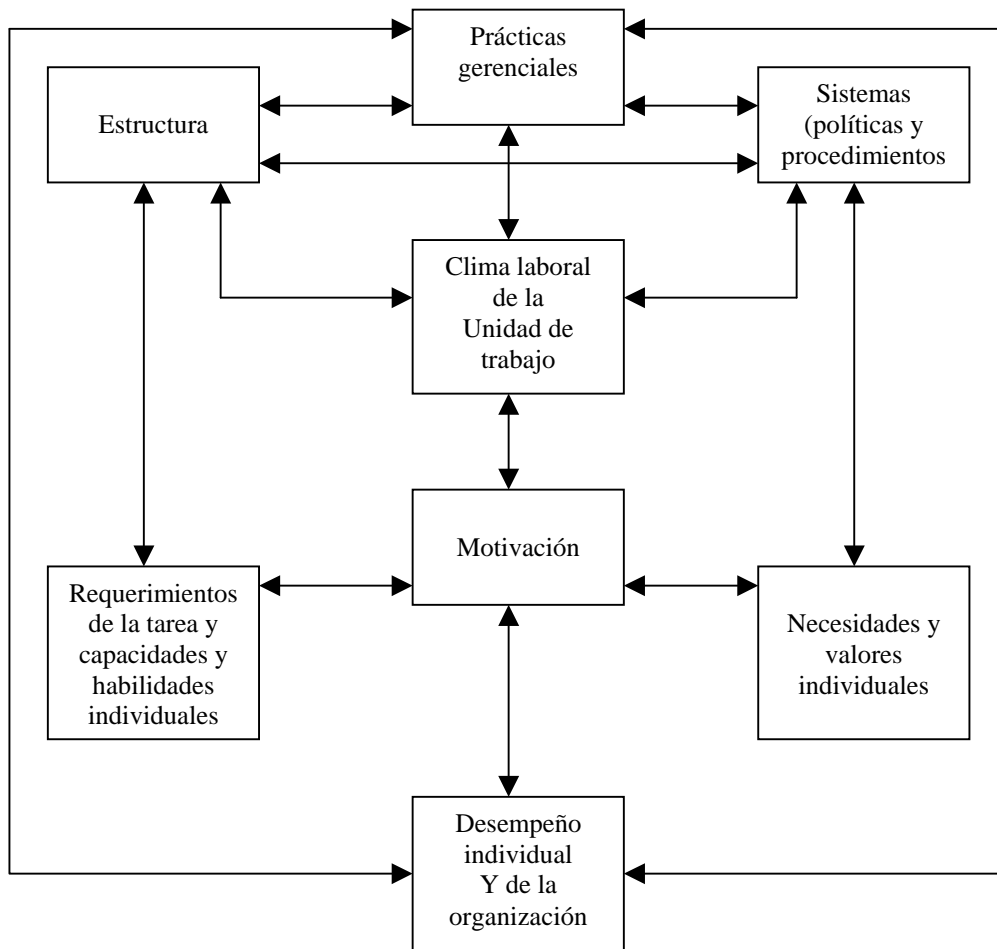 Prácticas
gerenciales
Estructura
Sistemas
(políticas y
procedimientos
Clima laboral
de la
Unidad de
trabajo
Motivación
Requerimientos
de la tarea y
capacidades y
habilidades
individuales
Necesidades y
valores
individuales
Desempeño
individual
Y de la
organización